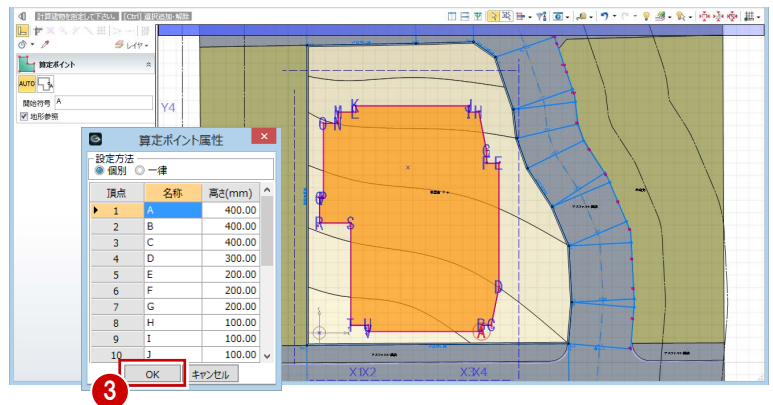 計算建物を指定して下さい。 [Ctrl] 選択追加・解除
レイヤ
算定ポイント
AUTO
開始符号 A
地形参照
算定ポイント属性
設定方法
個別 一律
頂点 名称 高さ(mm)
1 A 400.00
2 B 400.00
3 C 400.00
4 D 300.00
5 E 200.00
6 F 200.00
7 G 200.00
8 H 100.00
9 I 100.00
10 J 100.00
OK キャンセル
3
Y4
M K J I H
O N
G
F E
P
R S
D
T V B C
A
X1X2 X3X4